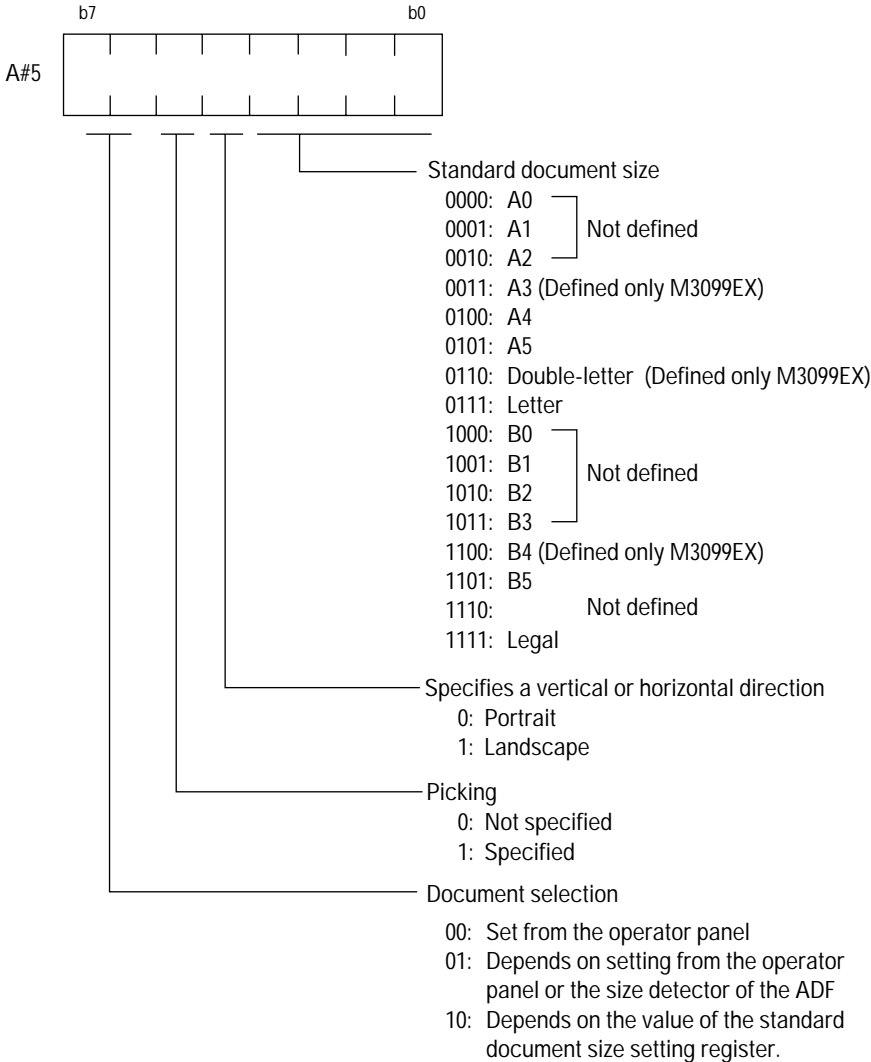 b7 b0
A#5
Standard document size
0000: A0
0001: A1 Not defined
0010: A2
0011: A3 (Defined only M3099EX)
0100: A4
0101: A5
0110: Double-letter (Defined only M3099EX)
0111: Letter
1000: B0
1001: B1
Not defined
1010: B2
1011: B3
1100: B4 (Defined only M3099EX)
1101: B5
1110: Not defined
1111: Legal
Specifies a vertical or horizontal direction
0: Portrait
1: Landscape
Picking
0: Not specified
1: Specified
Document selection
00: Set from the operator panel
01: Depends on setting from the operator
panel or the size detector of the ADF
10: Depends on the value of the standard
document size setting register.